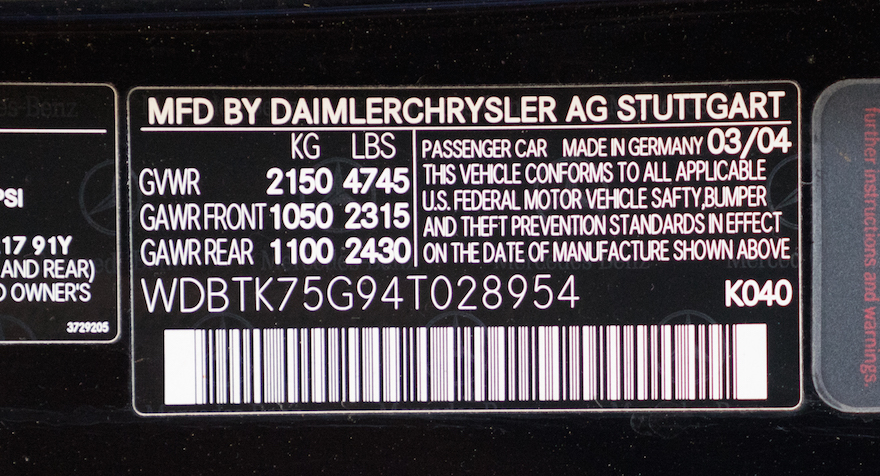 MFD BY DAIMLERCHRYSLER AG STUTTGART
KG LBS
GVWR 2150 4745
GAWR FRONT 1050 2315
GAWR REAR 1100 2430
PASSENGER CAR MADE IN GERMANY 03/04
THIS VEHICLE CONFORMS TO ALL APPLICABLE
U.S. FEDERAL MOTOR VEHICLE SAFTY,BUMPER
AND THEFT PREVENTION STANDARDS IN EFFECT
ON THE DATE OF MANUFACTURE SHOWN ABOVE
WDBTK75G94T028954 K040
PSI
17 91Y
AND REAR)
OWNER'S
3729205
further instructions and warnings.